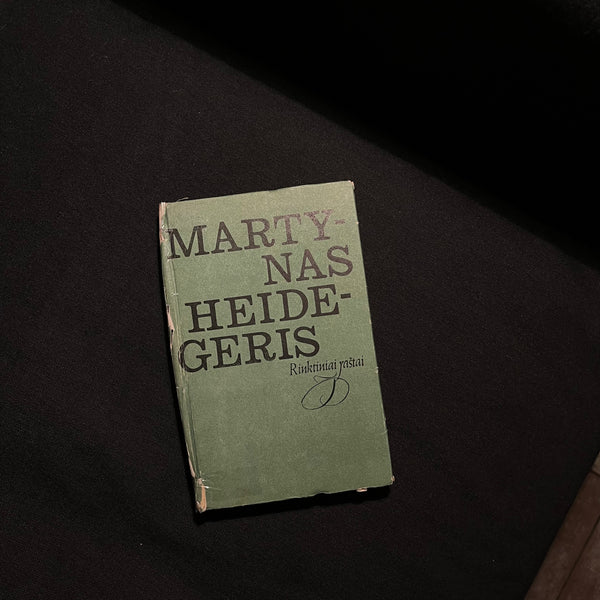 MARTY-
NAS
HEIDE-
GERIS
Rinktiniai raštai